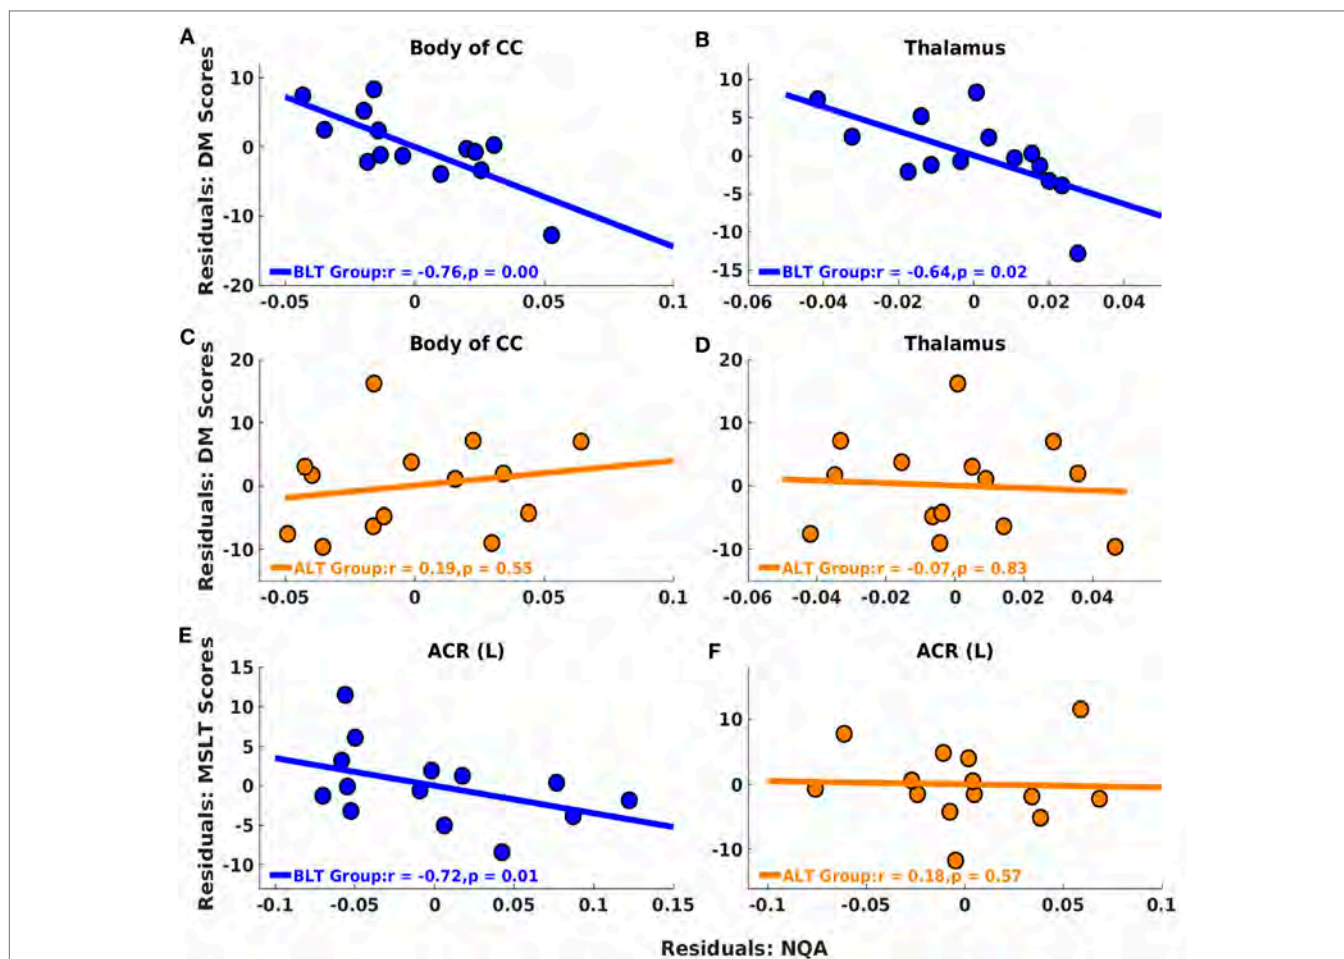 A
Body of CC
Residuals: DM Scores
10
0
-10
-20
BLT Group:r = -0.76,p = 0.00
-0.05
0
0.05
0.1
B
Thalamus
10
5
0
-5
-10
-15
BLT Group:r = -0.64,p = 0.02
-0.06
-0.04
-0.02
0
0.02
0.04
C
Body of CC
Residuals: DM Scores
20
10
0
-10
ALT Group:r = 0.19,p = 0.55
-0.05
0
0.05
0.1
D
Thalamus
20
10
0
-10
ALT Group:r = -0.07,p = 0.83
-0.06
-0.04
-0.02
0
0.02
0.04
E
ACR (L)
Residuals: MSLT Scores
15
10
5
0
-5
-10
BLT Group:r = -0.72,p = 0.01
-0.1
-0.05
0
0.05
0.1
0.15
F
ACR (L)
10
0
-10
ALT Group:r = 0.18,p = 0.57
-0.1
-0.05
0
0.05
0.1
Residuals: NQA